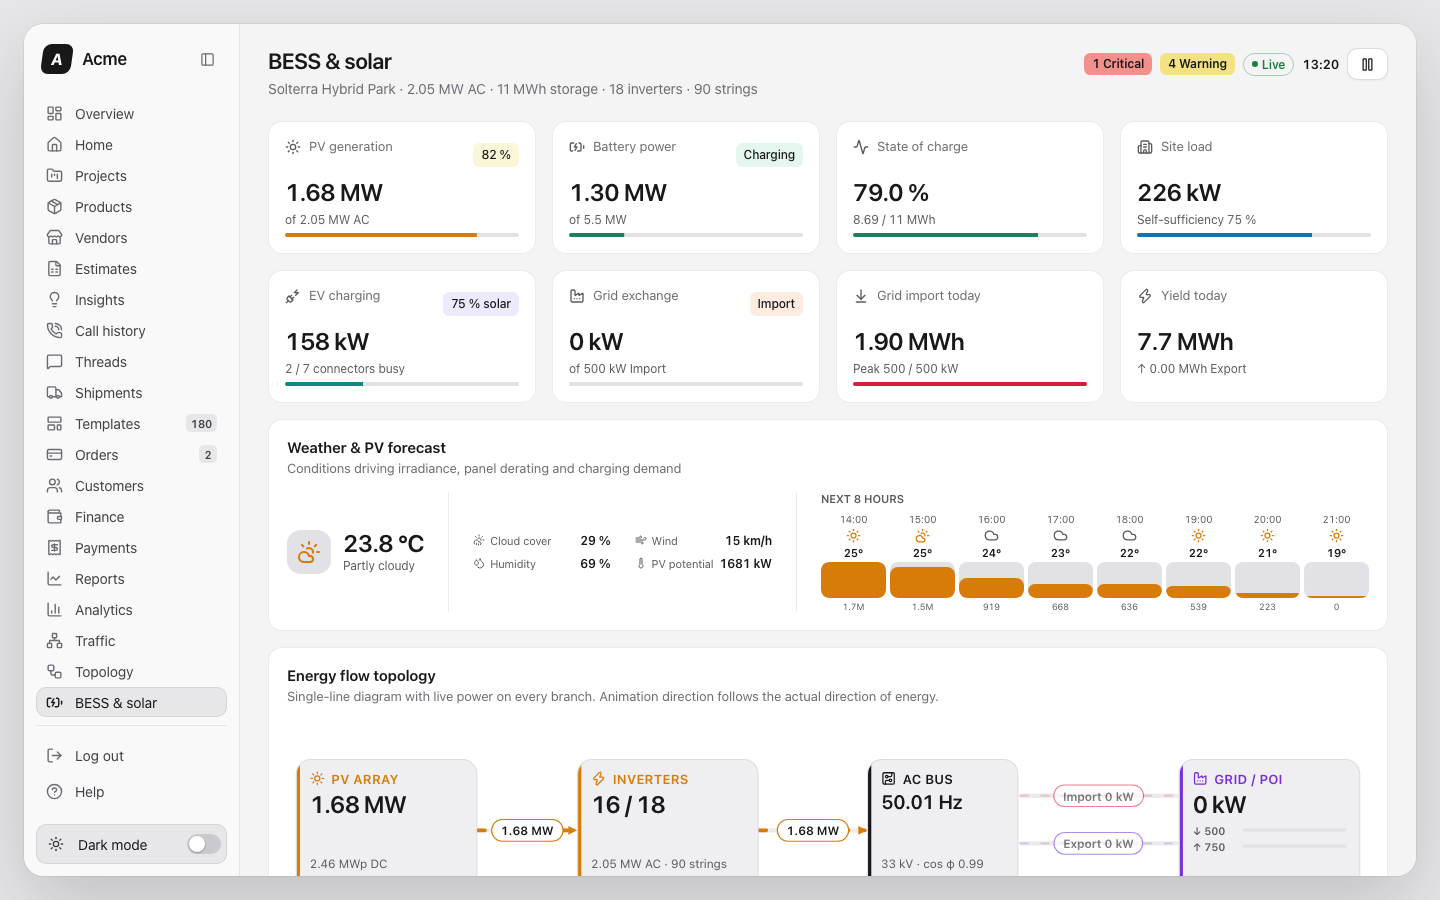 A Acme
Overview
Home
Projects
Products
Vendors
Estimates
Insights
Call history
Threads
Shipments
Templates 180
Orders 2
Customers
Finance
Payments
Reports
Analytics
Traffic
Topology
BESS & solar
Log out
Help
Dark mode
BESS & solar
1 Critical 4 Warning Live 13:20
Solterra Hybrid Park · 2.05 MW AC · 11 MWh storage · 18 inverters · 90 strings
PV generation
82 %
1.68 MW
of 2.05 MW AC
Battery power
Charging
1.30 MW
of 5.5 MW
State of charge
79.0 %
8.69 / 11 MWh
Site load
226 kW
Self-sufficiency 75 %
EV charging
75 % solar
158 kW
2 / 7 connectors busy
Grid exchange
Import
0 kW
of 500 kW Import
Grid import today
1.90 MWh
Peak 500 / 500 kW
Yield today
7.7 MWh
↑ 0.00 MWh Export
Weather & PV forecast
Conditions driving irradiance, panel derating and charging demand
23.8 °C
Partly cloudy
Cloud cover 29 % Wind 15 km/h
Humidity 69 % PV potential 1681 kW
NEXT 8 HOURS
14:00 15:00 16:00 17:00 18:00 19:00 20:00 21:00
25° 25° 24° 23° 22° 22° 21° 19°
1.7M 1.5M 919 668 636 539 223 0
Energy flow topology
Single-line diagram with live power on every branch. Animation direction follows the actual direction of energy.
PV ARRAY
1.68 MW
2.46 MWp DC
1.68 MW
INVERTERS
16 / 18
2.05 MW AC · 90 strings
1.68 MW
AC BUS
50.01 Hz
33 kV · cos φ 0.99
Import 0 kW
Export 0 kW
GRID / POI
0 kW
↓ 500
↑ 750